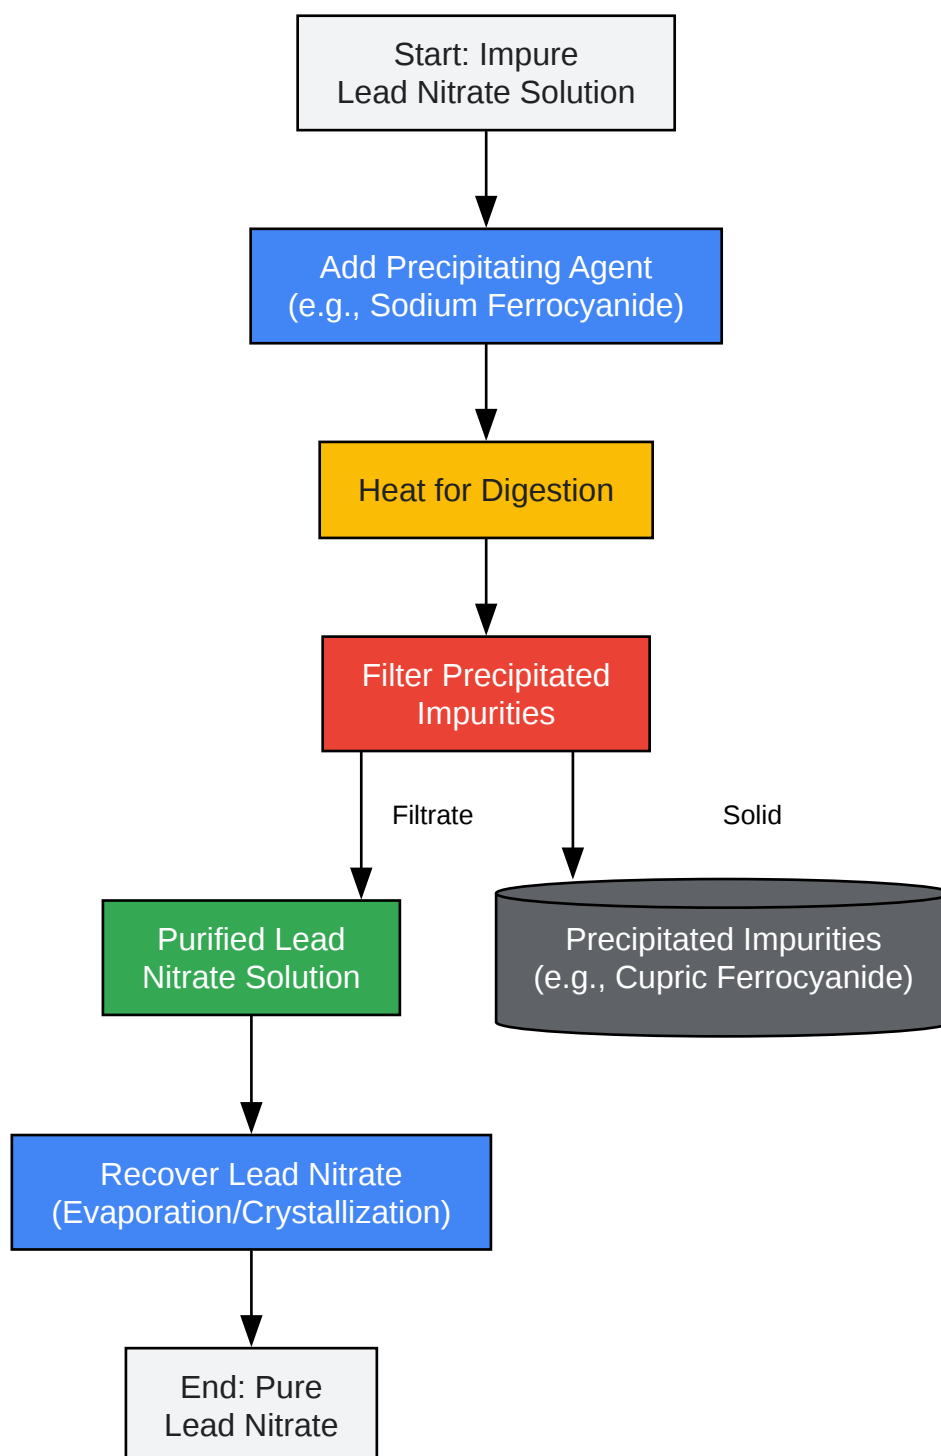 Start: Impure
Lead Nitrate Solution
Add Precipitating Agent
(e.g., Sodium Ferrocyanide)
Heat for Digestion
Filter Precipitated
Impurities
Filtrate
Solid
Purified Lead
Nitrate Solution
Precipitated Impurities
(e.g., Cupric Ferrocyanide)
Recover Lead Nitrate
(Evaporation/Crystallization)
End: Pure
Lead Nitrate